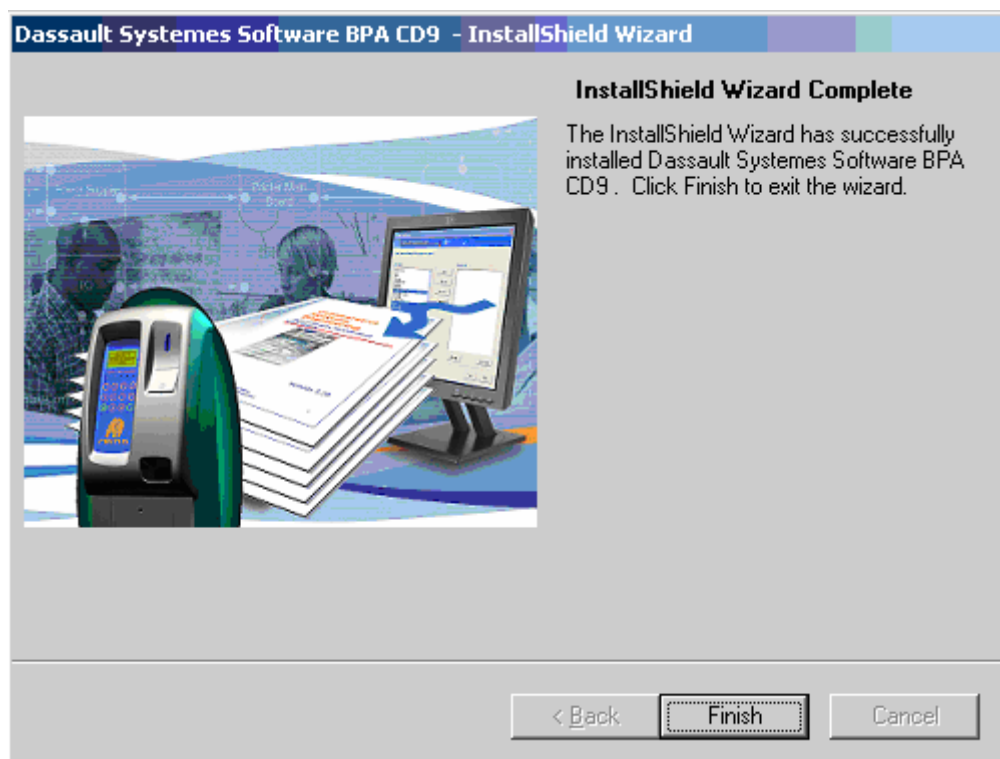 Dassault Systemes Software BPA CD9 - InstallShield Wizard
InstallShield Wizard Complete
The InstallShield Wizard has successfully
installed Dassault Systemes Software BPA
CD9 . Click Finish to exit the wizard.
< Back
Finish
Cancel